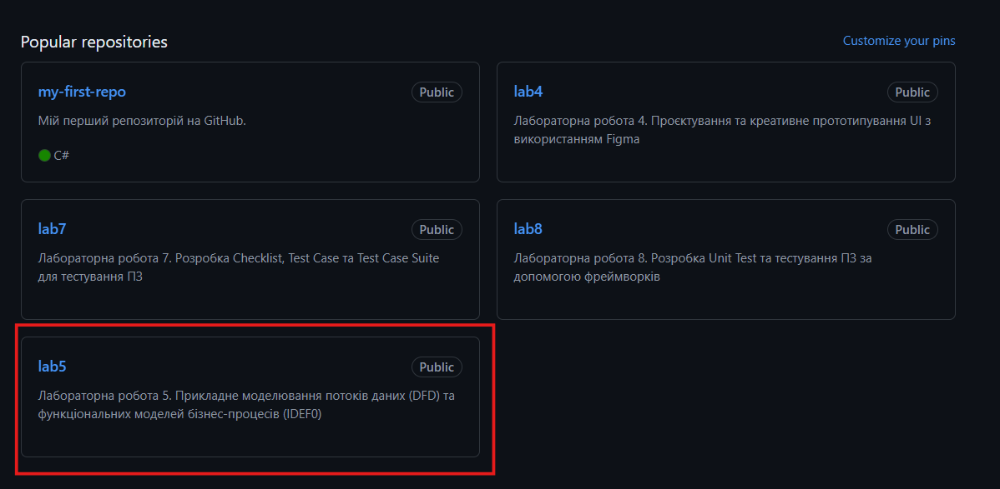 Popular repositories
Customize your pins
my-first-repo
Public
Мій перший репозиторій на GitHub.
C#
lab4
Public
Лабораторна робота 4. Проєктування та креативне прототипування UI з
використанням Figma
lab7
Public
Лабораторна робота 7. Розробка Checklist, Test Case та Test Case Suite
для тестування ПЗ
lab8
Public
Лабораторна робота 8. Розробка Unit Test та тестування ПЗ за
допомогою фреймворків
lab5
Public
Лабораторна робота 5. Прикладне моделювання потоків даних (DFD) та
функціональних моделей бізнес-процесів (IDEF0)